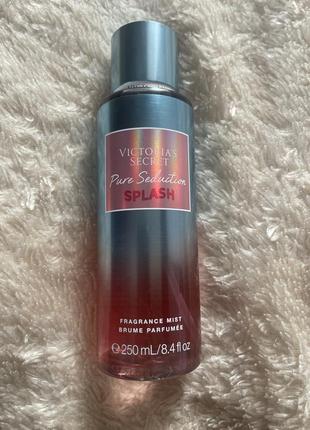 VICTORIA'S
SECRET
Pure Seduction
SPLASH
FRAGRANCE MIST
BRUME PARFUMÉE
℮250 mL/8.4 fl oz